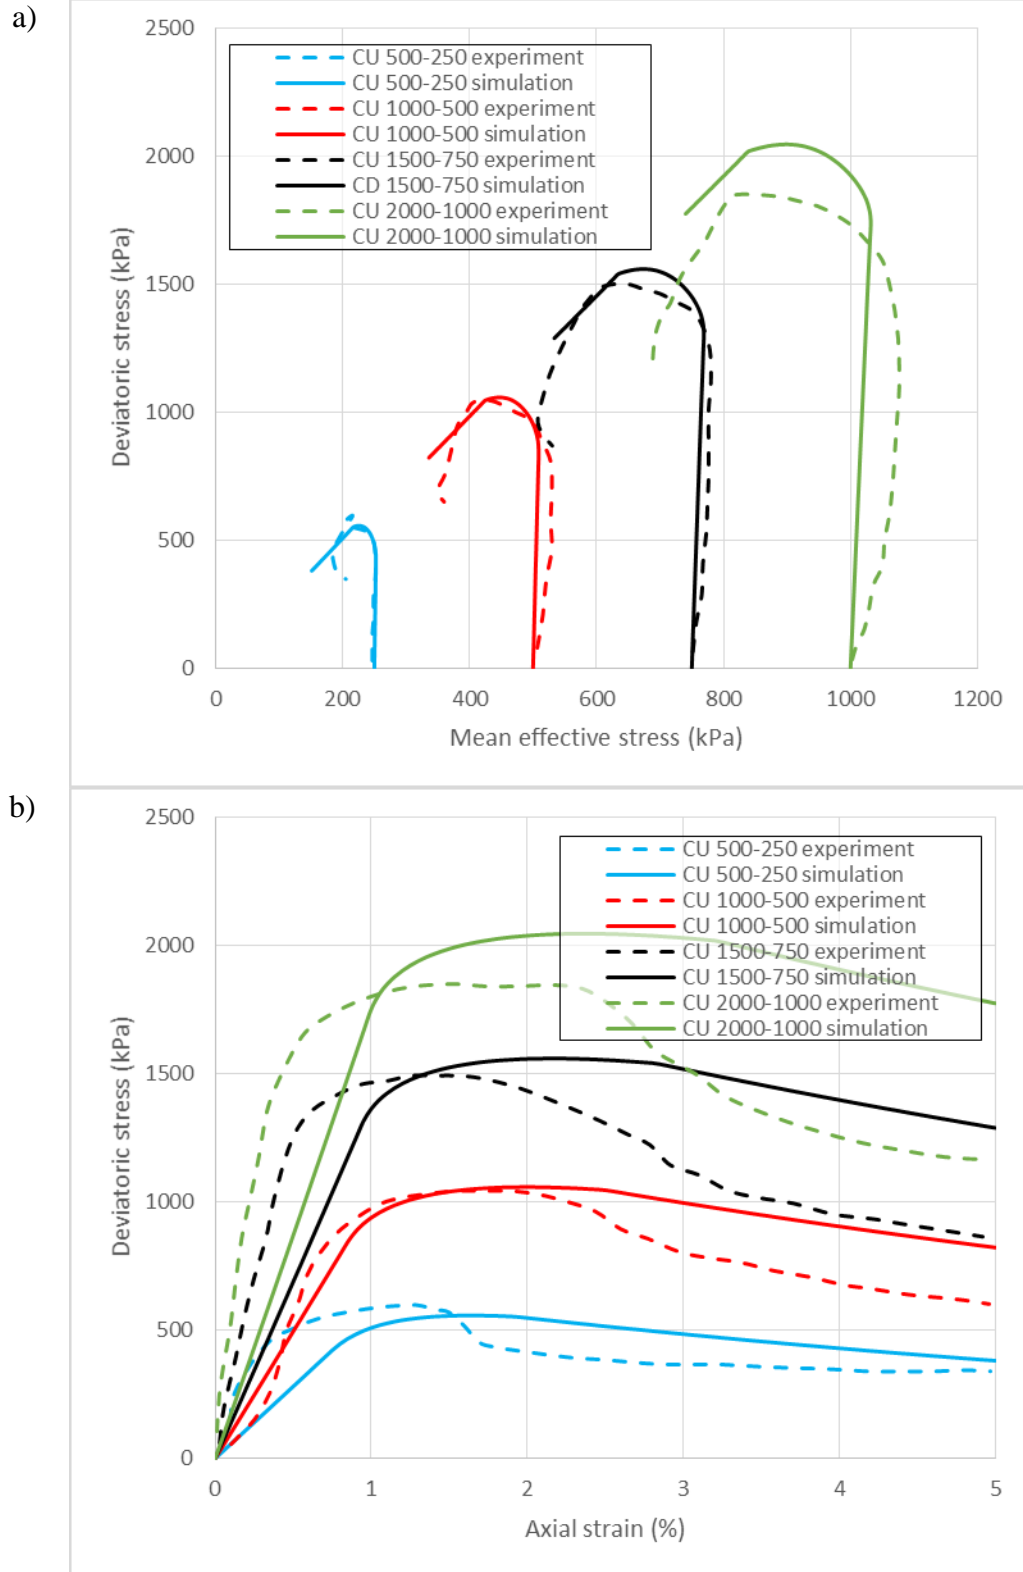 a)
2500
2000
1500
1000
500
0
Deviatoric stress (kPa)
CU 500-250 experiment
CU 500-250 simulation
CU 1000-500 experiment
CU 1000-500 simulation
CU 1500-750 experiment
CD 1500-750 simulation
CU 2000-1000 experiment
CU 2000-1000 simulation
0 200 400 600 800 1000 1200
Mean effective stress (kPa)
b)
2500
2000
1500
1000
500
0
Deviatoric stress (kPa)
CU 500-250 experiment
CU 500-250 simulation
CU 1000-500 experiment
CU 1000-500 simulation
CU 1500-750 experiment
CU 1500-750 simulation
CU 2000-1000 experiment
CU 2000-1000 simulation
0 1 2 3 4 5
Axial strain (%)